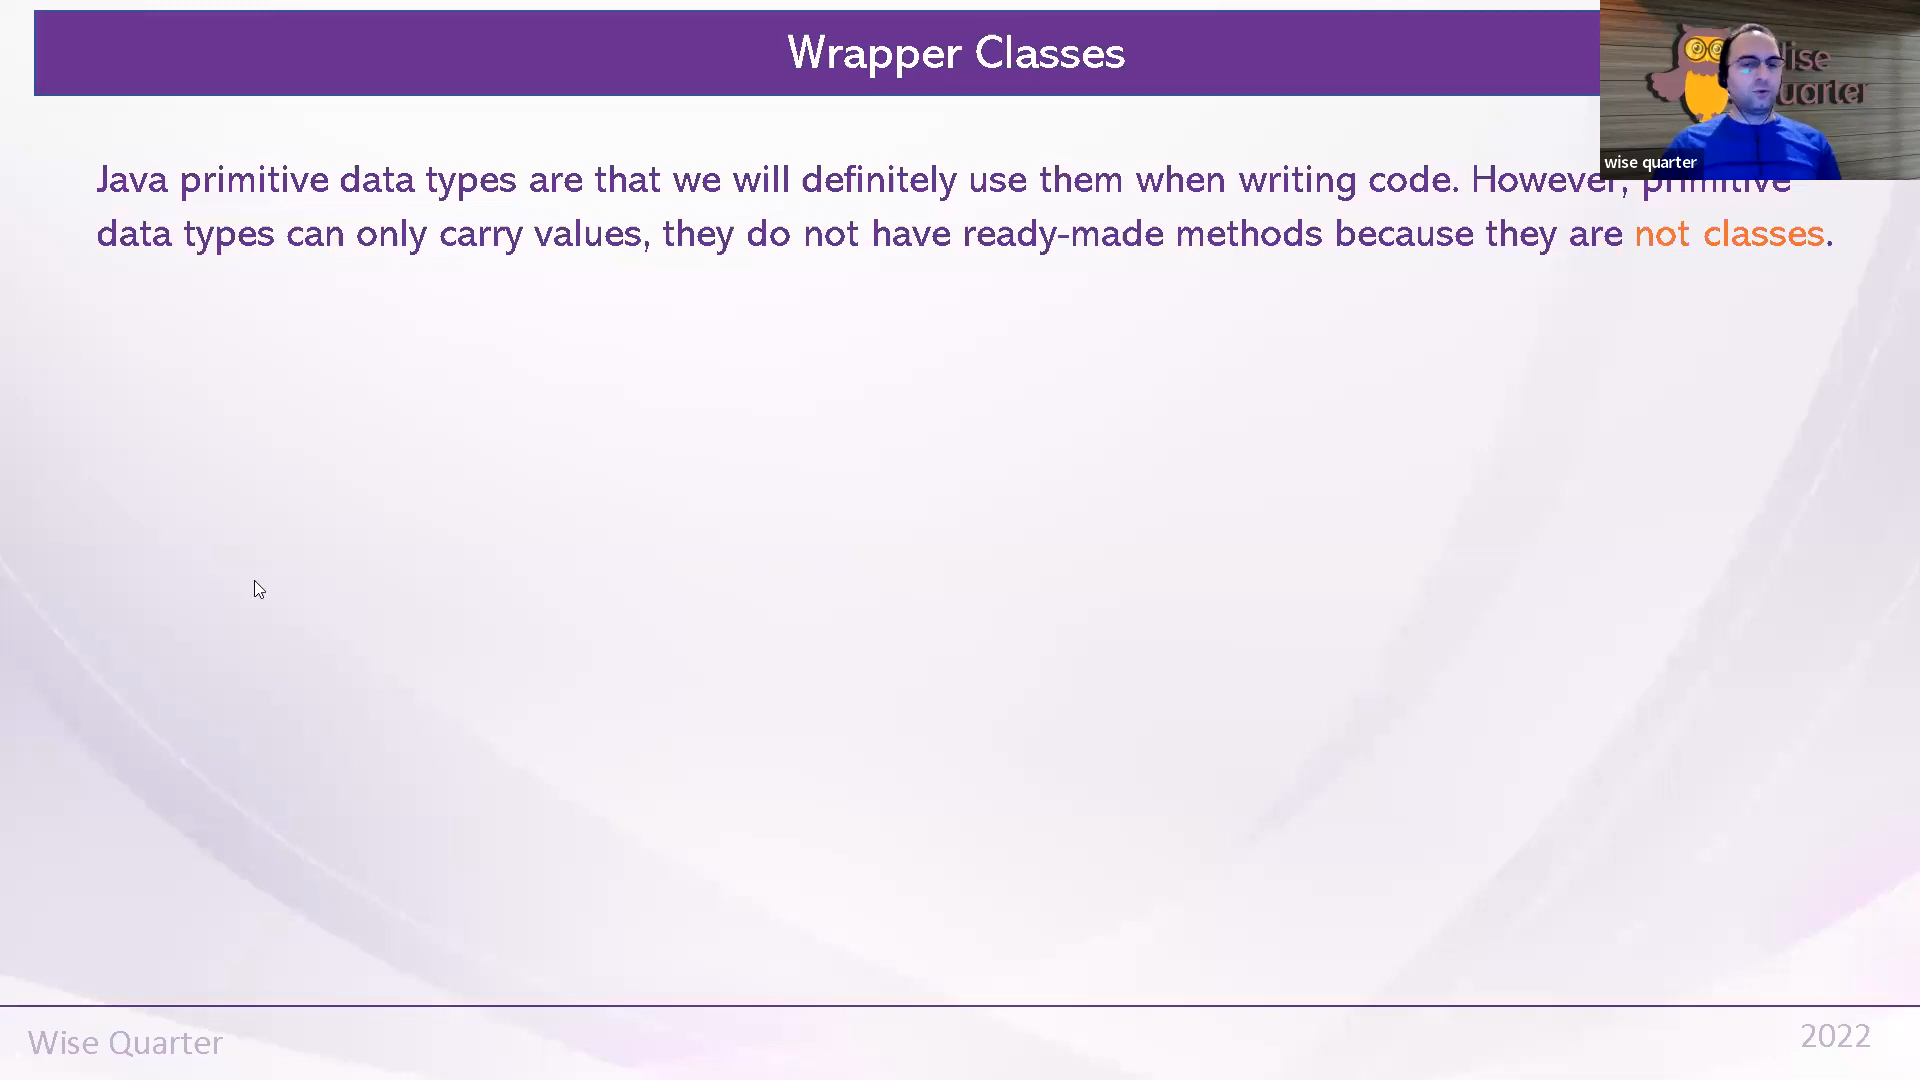 Wrapper Classes
Java primitive data types are that we will definitely use them when writing code. However, primitive
data types can only carry values, they do not have ready-made methods because they are not classes.
wise quarter
Wise Quarter
2022